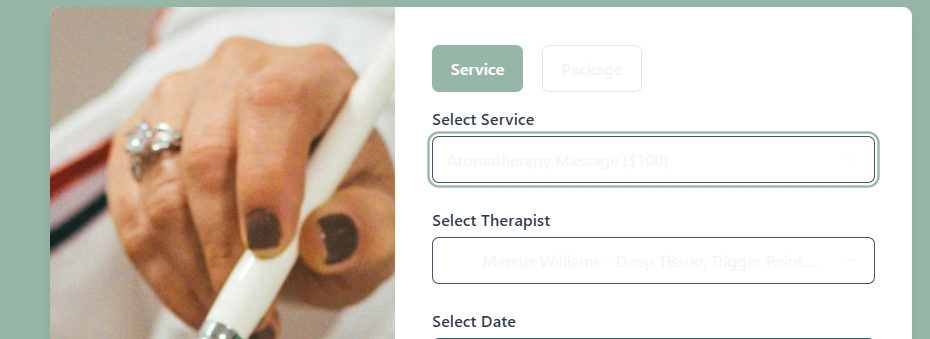 Service
Package
Select Service
Aromatherapy Massage ($100)
Select Therapist
Marcus Williams - Deep Tissue, Trigger Point,...
Select Date